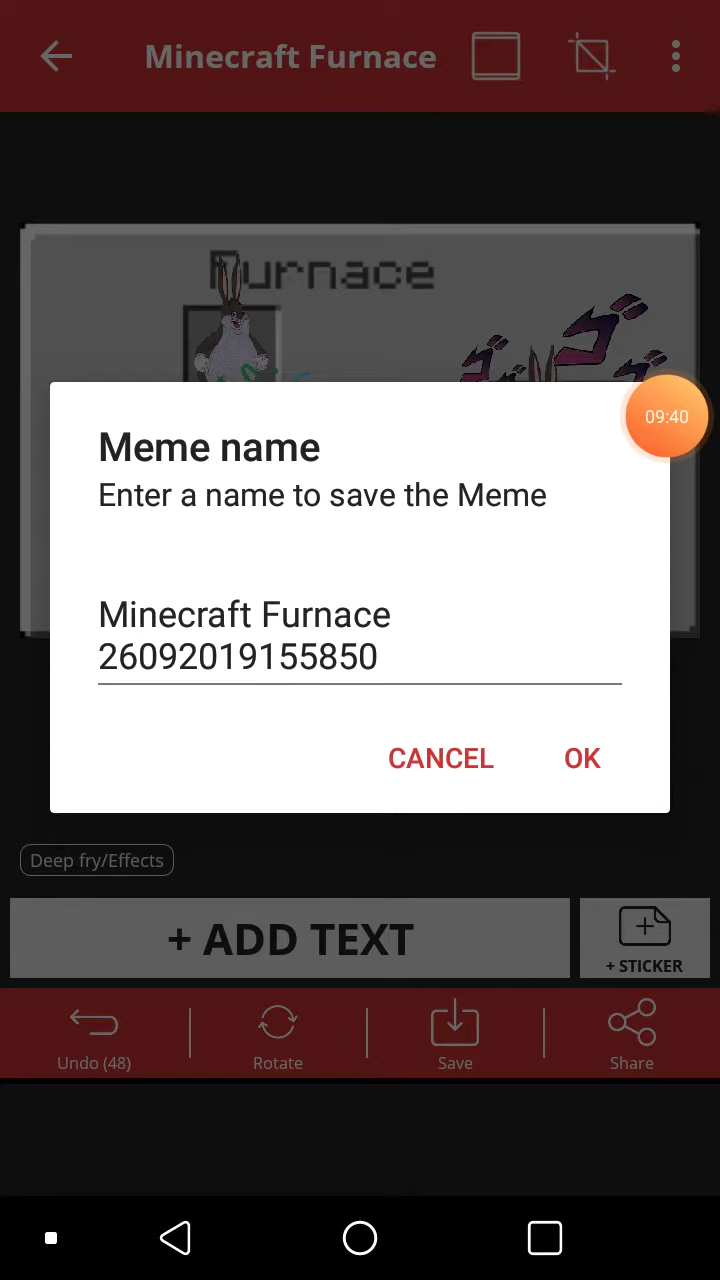 Minecraft Furnace
Furnace
09:40
Meme name
Enter a name to save the Meme
Minecraft Furnace
26092019155850
CANCEL
OK
Deep fry/Effects
+ ADD TEXT
+ STICKER
Undo (48)
Rotate
Save
Share